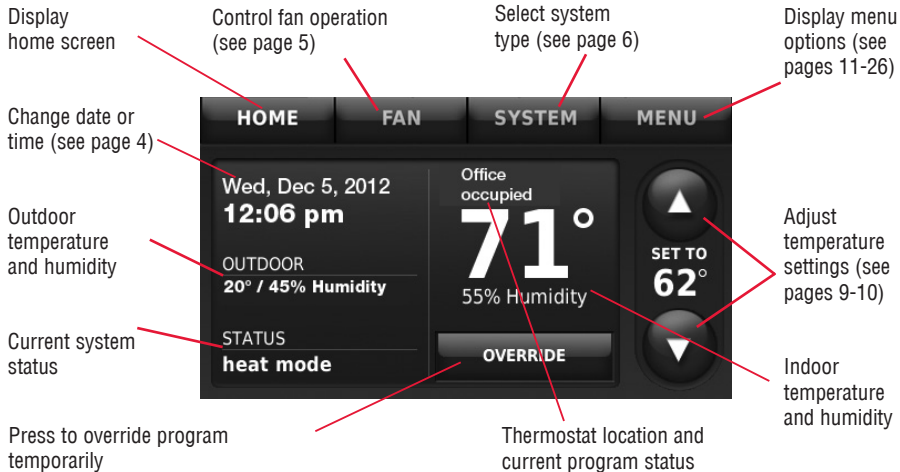 Display
home screen
Control fan operation
(see page 5)
Select system
type (see page 6)
Display menu
options (see
pages 11-26)
Change date or
time (see page 4)
Outdoor
temperature
and humidity
Current system
status
Press to override program
temporarily
HOME
FAN
SYSTEM
MENU
Wed, Dec 5, 2012
12:06 pm
OUTDOOR
20° / 45% Humidity
STATUS
heat mode
Office
occupied
71°
55% Humidity
OVERRIDE
SET TO
62°
Adjust
temperature
settings (see
pages 9-10)
Indoor
temperature
and humidity
Thermostat location and
current program status